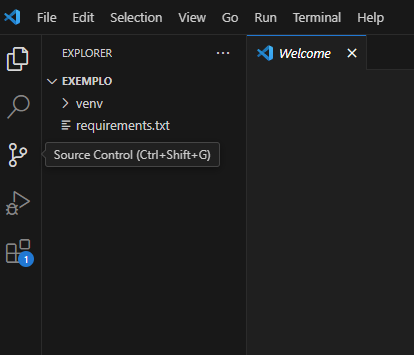 File Edit Selection View Go Run Terminal Help
EXPLORER ...
Welcome
EXEMPLO
venv
requirements.txt
Source Control (Ctrl+Shift+G)
1